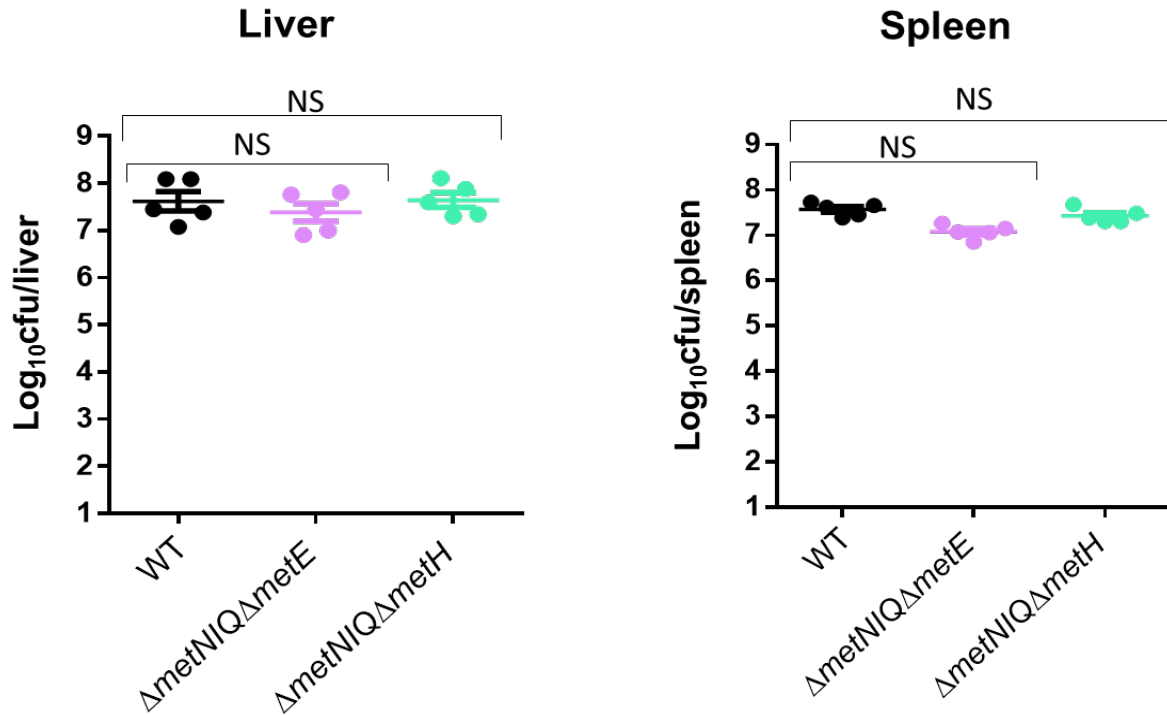 Liver
NS
NS
Log₁₀cfu/liver
9
8
7
6
5
4
3
2
1
WT
ΔmetNIQΔmetE
ΔmetNIQΔmetH
Spleen
NS
NS
Log₁₀cfu/spleen
9
8
7
6
5
4
3
2
1
WT
ΔmetNIQΔmetE
ΔmetNIQΔmetH